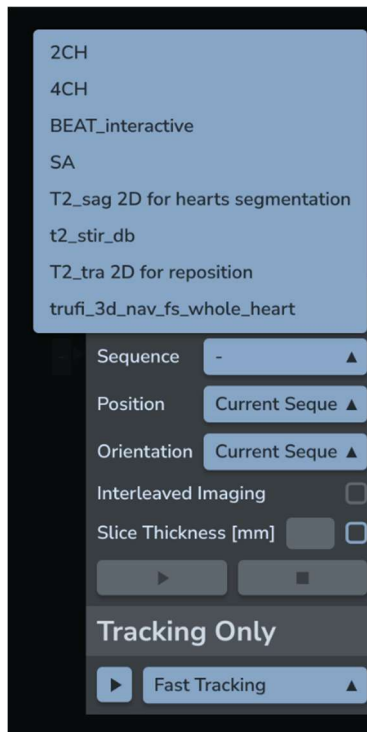 2CH
4CH
BEAT_interactive
SA
T2_sag 2D for hearts segmentation
t2_stir_db
T2_tra 2D for reposition
trufi_3d_nav_fs_whole_heart
Sequence -
Position Current Seque
Orientation Current Seque
Interleaved Imaging
Slice Thickness [mm]
Tracking Only
Fast Tracking